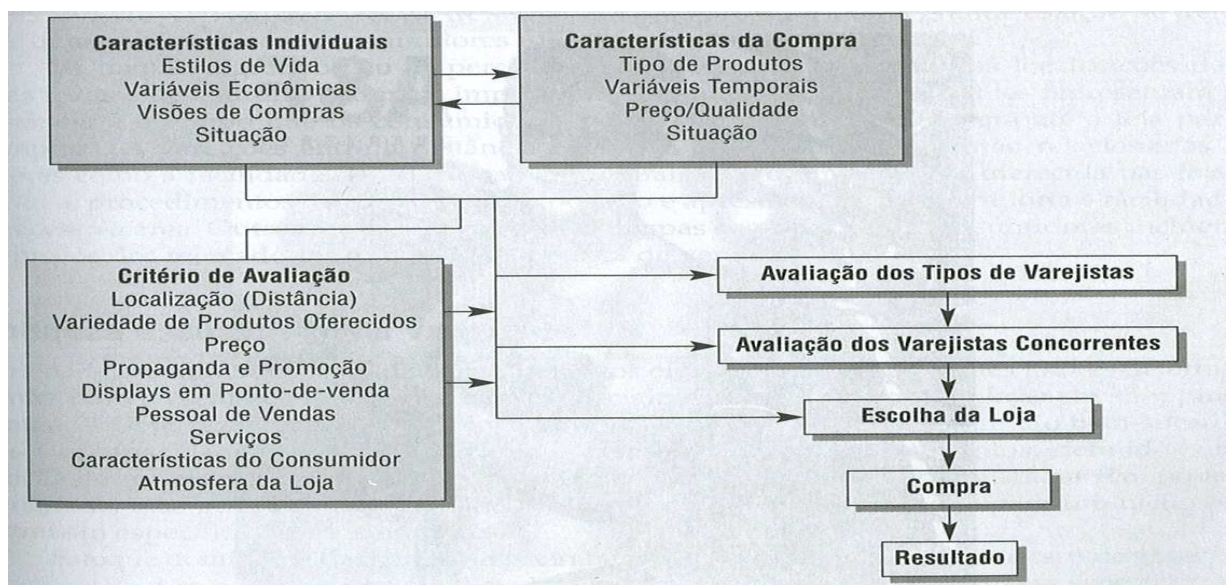 Características Individuais
Estilos de Vida
Variáveis Econômicas
Visões de Compras
Situação
Características da Compra
Tipo de Produtos
Variáveis Temporais
Preço/Qualidade
Situação
Critério de Avaliação
Localização (Distância)
Variedade de Produtos Oferecidos
Preço
Propaganda e Promoção
Displays em Ponto-de-venda
Pessoal de Vendas
Serviços
Características do Consumidor
Atmosfera da Loja
Avaliação dos Tipos de Varejistas
Avaliação dos Varejistas Concorrentes
Escolha da Loja
Compra
Resultado